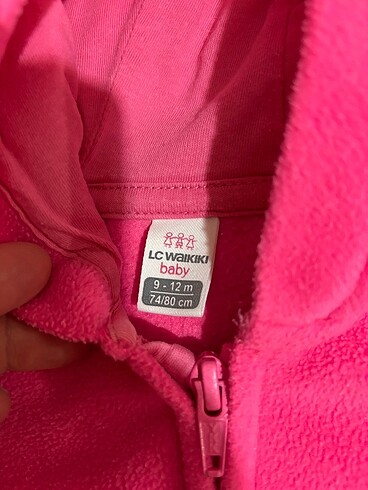 LC WAIKIKI
baby
9 - 12 m
74/80 cm